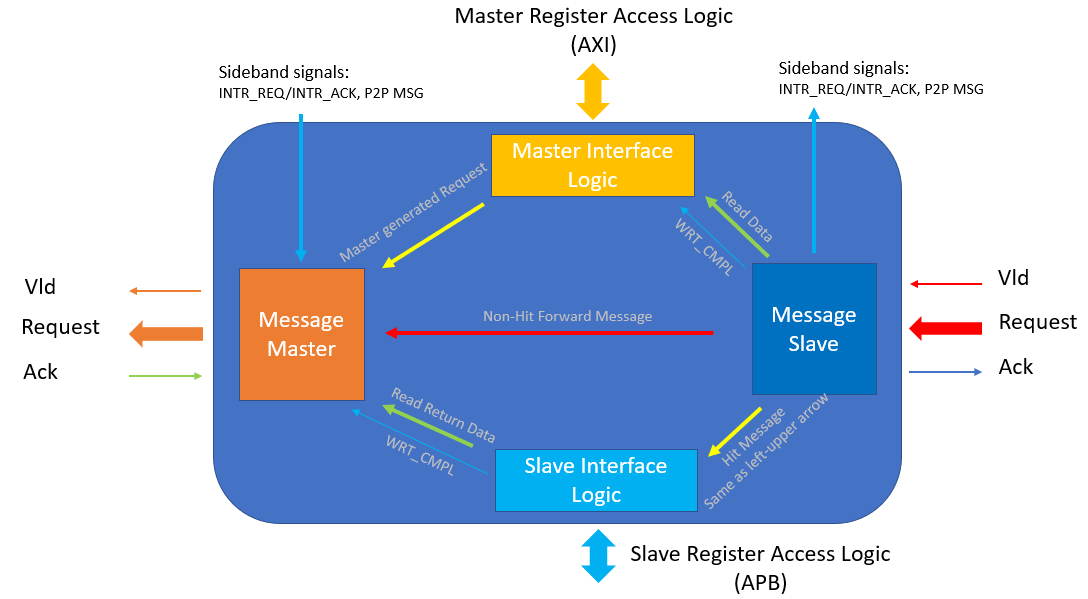 Master Register Access Logic
(AXI)
Sideband signals:
INTR_REQ/INTR_ACK, P2P MSG
Sideband signals:
INTR_REQ/INTR_ACK, P2P MSG
Master Interface
Logic
Master generated Request
Read Data
WRT_CMPL
Vld
Request
Ack
Message
Master
Non-Hit Forward Message
Message
Slave
Vld
Request
Ack
Read Return Data
WRT_CMPL
Hit Message
Same as left-upper arrow
Slave Interface
Logic
Slave Register Access Logic
(APB)